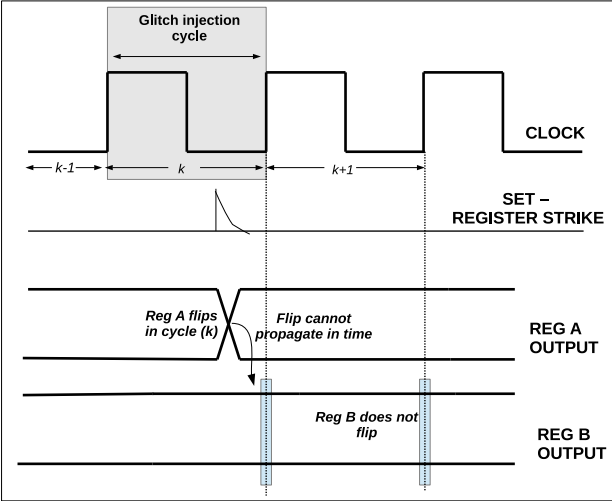 Glitch injection
cycle
CLOCK
k-1
k
k+1
SET –
REGISTER STRIKE
Reg A flips
in cycle (k)
Flip cannot
propagate in time
REG A
OUTPUT
Reg B does not
flip
REG B
OUTPUT